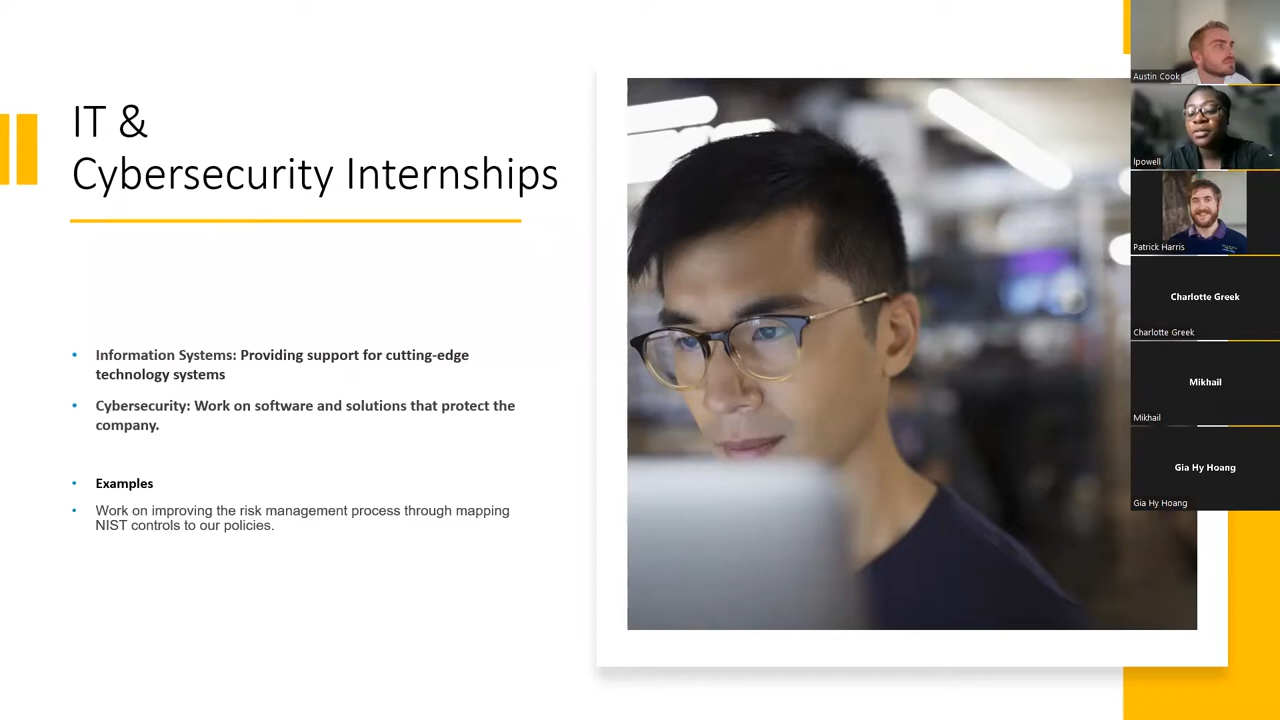 IT &
Cybersecurity Internships
• Information Systems: Providing support for cutting-edge
technology systems
• Cybersecurity: Work on software and solutions that protect the
company.
• Examples
• Work on improving the risk management process through mapping
NIST controls to our policies.
Austin Cook
lpowell
Patrick Harris
Charlotte Greek
Charlotte Greek
Mikhail
Mikhail
Gia Hy Hoang
Gia Hy Hoang